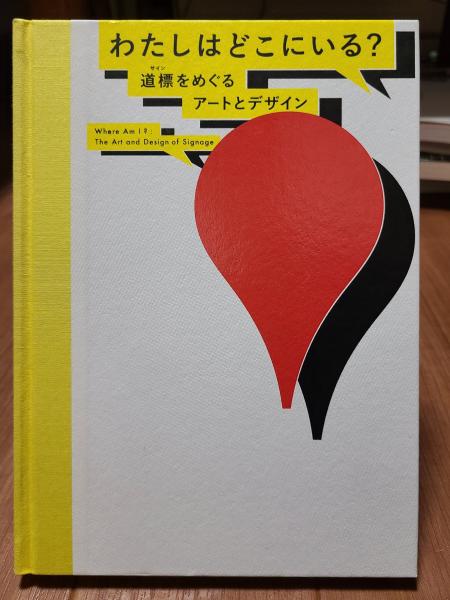 わたしはどこにいる?
サイン
道標をめぐる
アートとデザイン
Where Am I ? :
The Art and Design of Signage